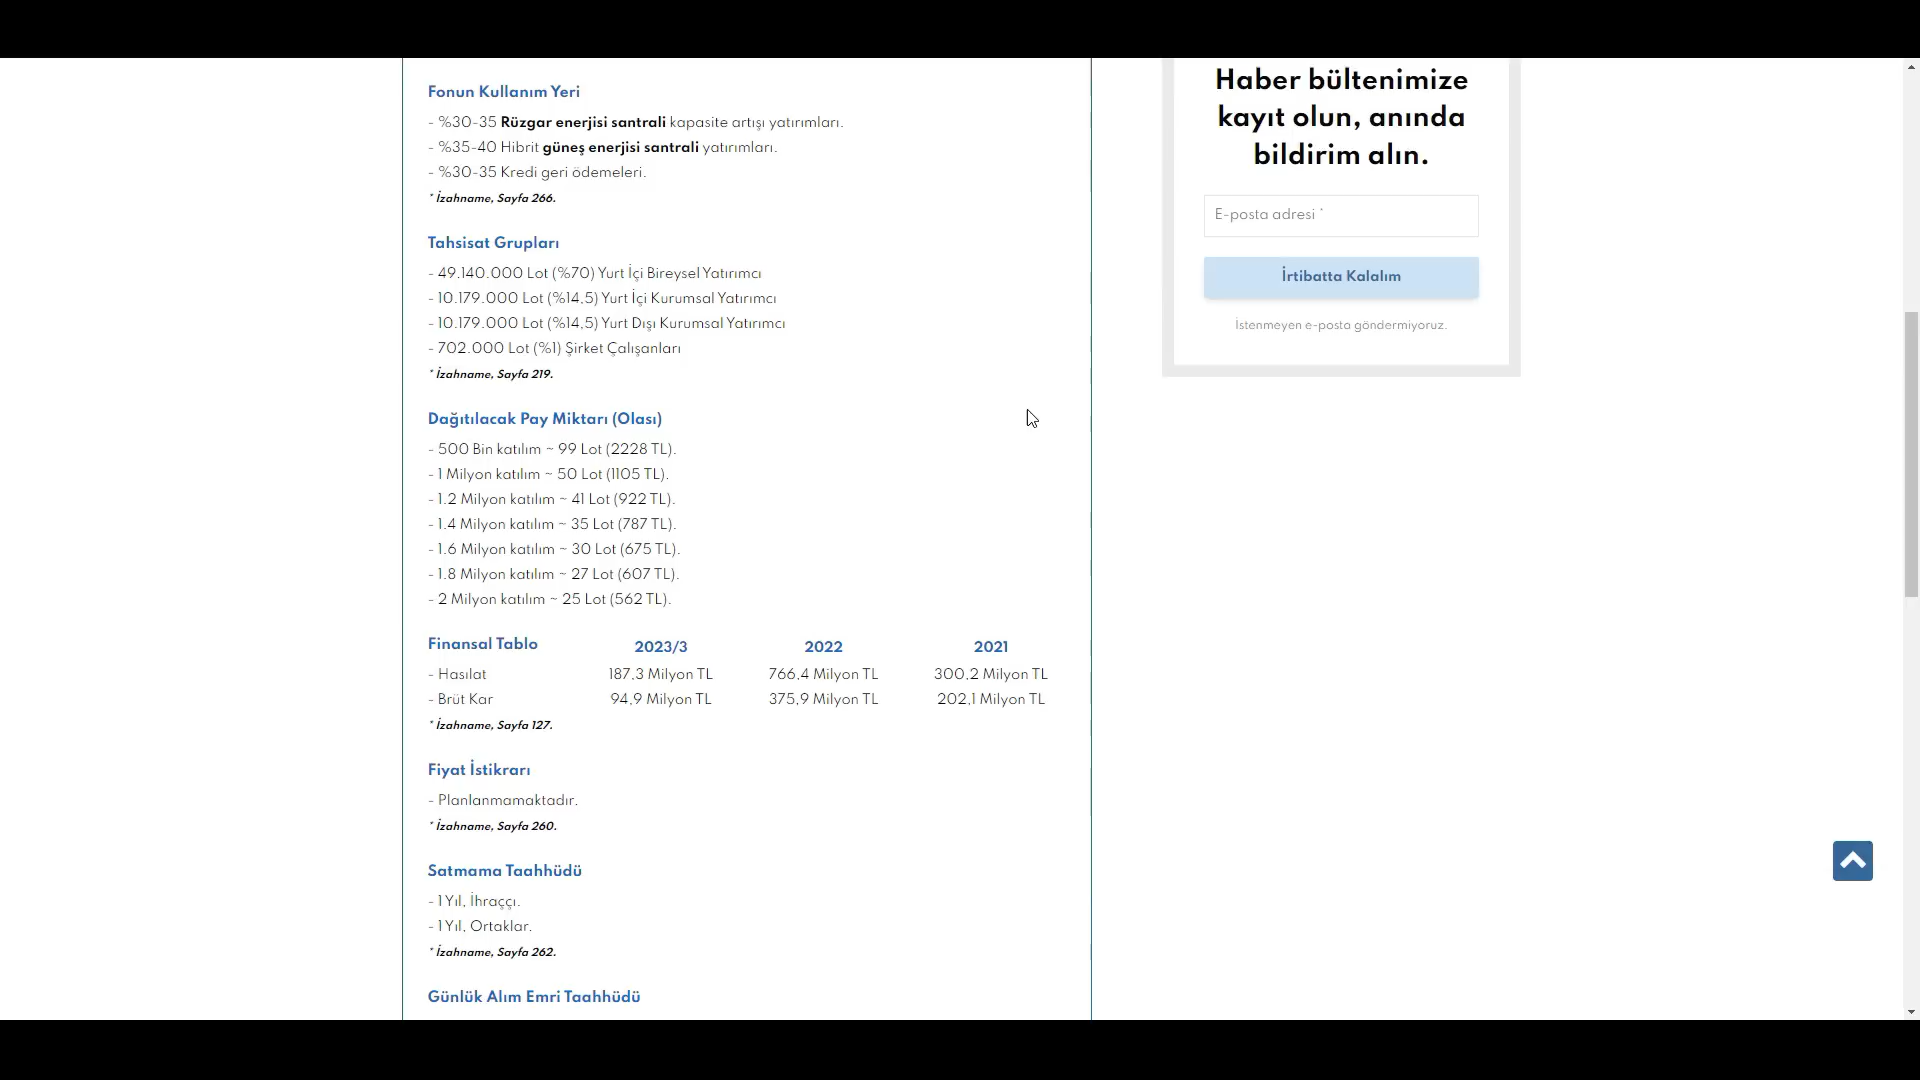 Fonun Kullanım Yeri
- %30-35 Rüzgar enerjisi santrali kapasite artışı yatırımları.
- %35-40 Hibrit güneş enerjisi santrali yatırımları.
- %30-35 Kredi geri ödemeleri.
* İzahname, Sayfa 266.
Tahsisat Grupları
- 49.140.000 Lot (%70) Yurt İçi Bireysel Yatırımcı
- 10.179.000 Lot (%14,5) Yurt İçi Kurumsal Yatırımcı
- 10.179.000 Lot (%14,5) Yurt Dışı Kurumsal Yatırımcı
- 702.000 Lot (%1) Şirket Çalışanları
* İzahname, Sayfa 219.
Dağıtılacak Pay Miktarı (Olası)
- 500 Bin katılım ~ 99 Lot (2228 TL).
- 1 Milyon katılım ~ 50 Lot (1105 TL).
- 1.2 Milyon katılım ~ 41 Lot (922 TL).
- 1.4 Milyon katılım ~ 35 Lot (787 TL).
- 1.6 Milyon katılım ~ 30 Lot (675 TL).
- 1.8 Milyon katılım ~ 27 Lot (607 TL).
- 2 Milyon katılım ~ 25 Lot (562 TL).
Finansal Tablo 2023/3 2022 2021
- Hasılat 187,3 Milyon TL 766,4 Milyon TL 300,2 Milyon TL
- Brüt Kar 94,9 Milyon TL 375,9 Milyon TL 202,1 Milyon TL
* İzahname, Sayfa 127.
Fiyat İstikrarı
- Planlanmamaktadır.
* İzahname, Sayfa 260.
Satmama Taahhüdü
- 1 Yıl, İhraççı.
- 1 Yıl, Ortaklar.
* İzahname, Sayfa 262.
Günlük Alım Emri Taahhüdü
Haber bültenimize
kayıt olun, anında
bildirim alın.
E-posta adresi *
İrtibatta Kalalım
İstenmeyen e-posta göndermiyoruz.